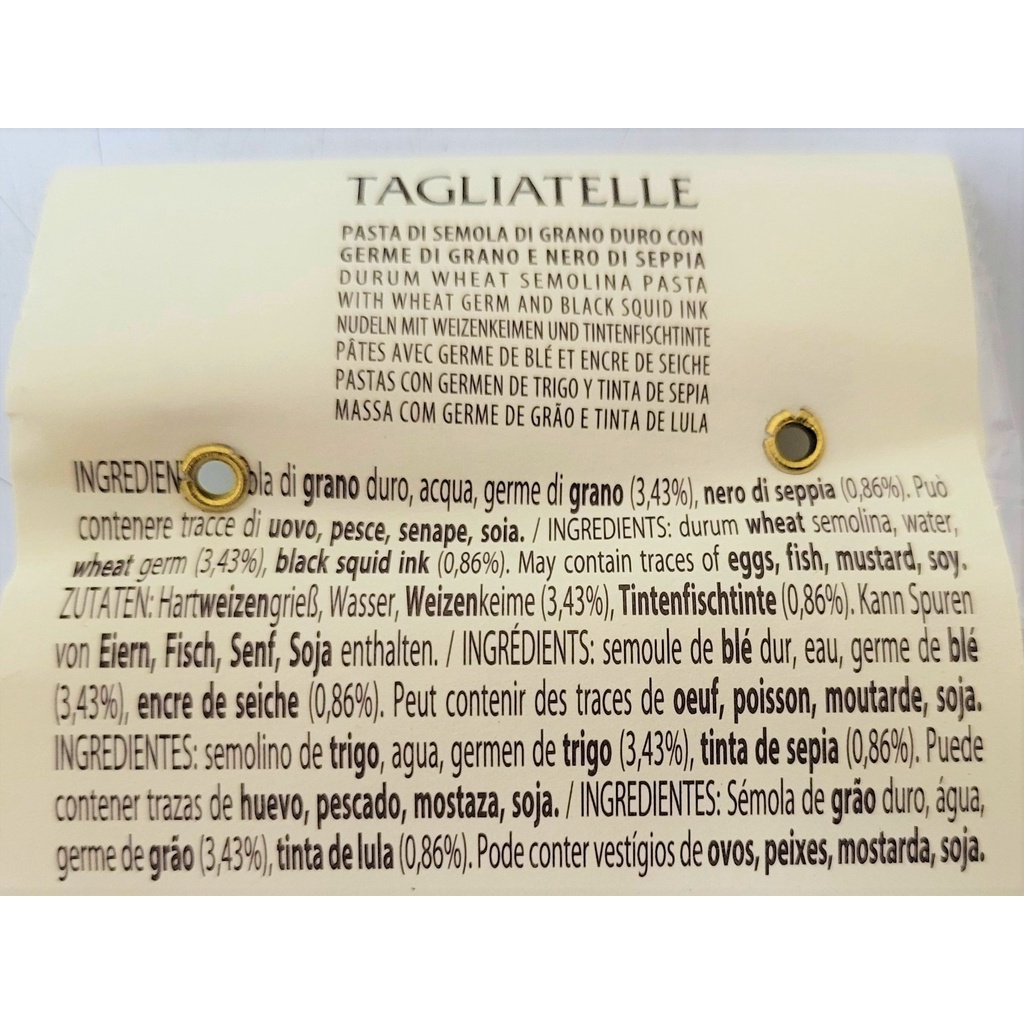 TAGLIATELLE
PASTA DI SEMOLA DI GRANO DURO CON
GERME DI GRANO E NERO DI SEPPIA
DURUM WHEAT SEMOLINA PASTA
WITH WHEAT GERM AND BLACK SQUID INK
NUDELN MIT WEIZENKEIMEN UND TINTENFISCHTINTE
PÂTES AVEC GERME DE BLÉ ET ENCRE DE SEICHE
PASTAS CON GERMEN DE TRIGO Y TINTA DE SEPIA
MASSA COM GERME DE GRÃO E TINTA DE LULA
di grano duro, acqua, germe di grano (3,43%), nero di seppia (0,86%). Può
contenere tracce di uovo, pesce, senape, soia. / INGREDIENTS: durum wheat semolina, water,
wheat germ (3,43%), black squid ink (0,86%). May contain traces of eggs, fish, mustard, soy.
ZUTATEN: Hartweizengrieß, Wasser, Weizenkeime (3,43%), Tintenfischtinte (0,86%). Kann Spuren
von Eiern, Fisch, Senf, Soja enthalten. / INGRÉDIENTS: semoule de blé dur, eau, germe de blé
(3,43%), encre de seiche (0,86%). Peut contenir des traces de oeuf, poisson, moutarde, soja.
INGREDIENTES: semolino de trigo, agua, germen de trigo (3,43%), tinta de sepia (0,86%). Puede
contener trazas de huevo, pescado, mostaza, soja. / INGREDIENTES: Sémola de grão duro, água,
germe de grão (3,43%), tinta de lula (0,86%). Pode conter vestígios de ovos, peixes, mostarda, soja.